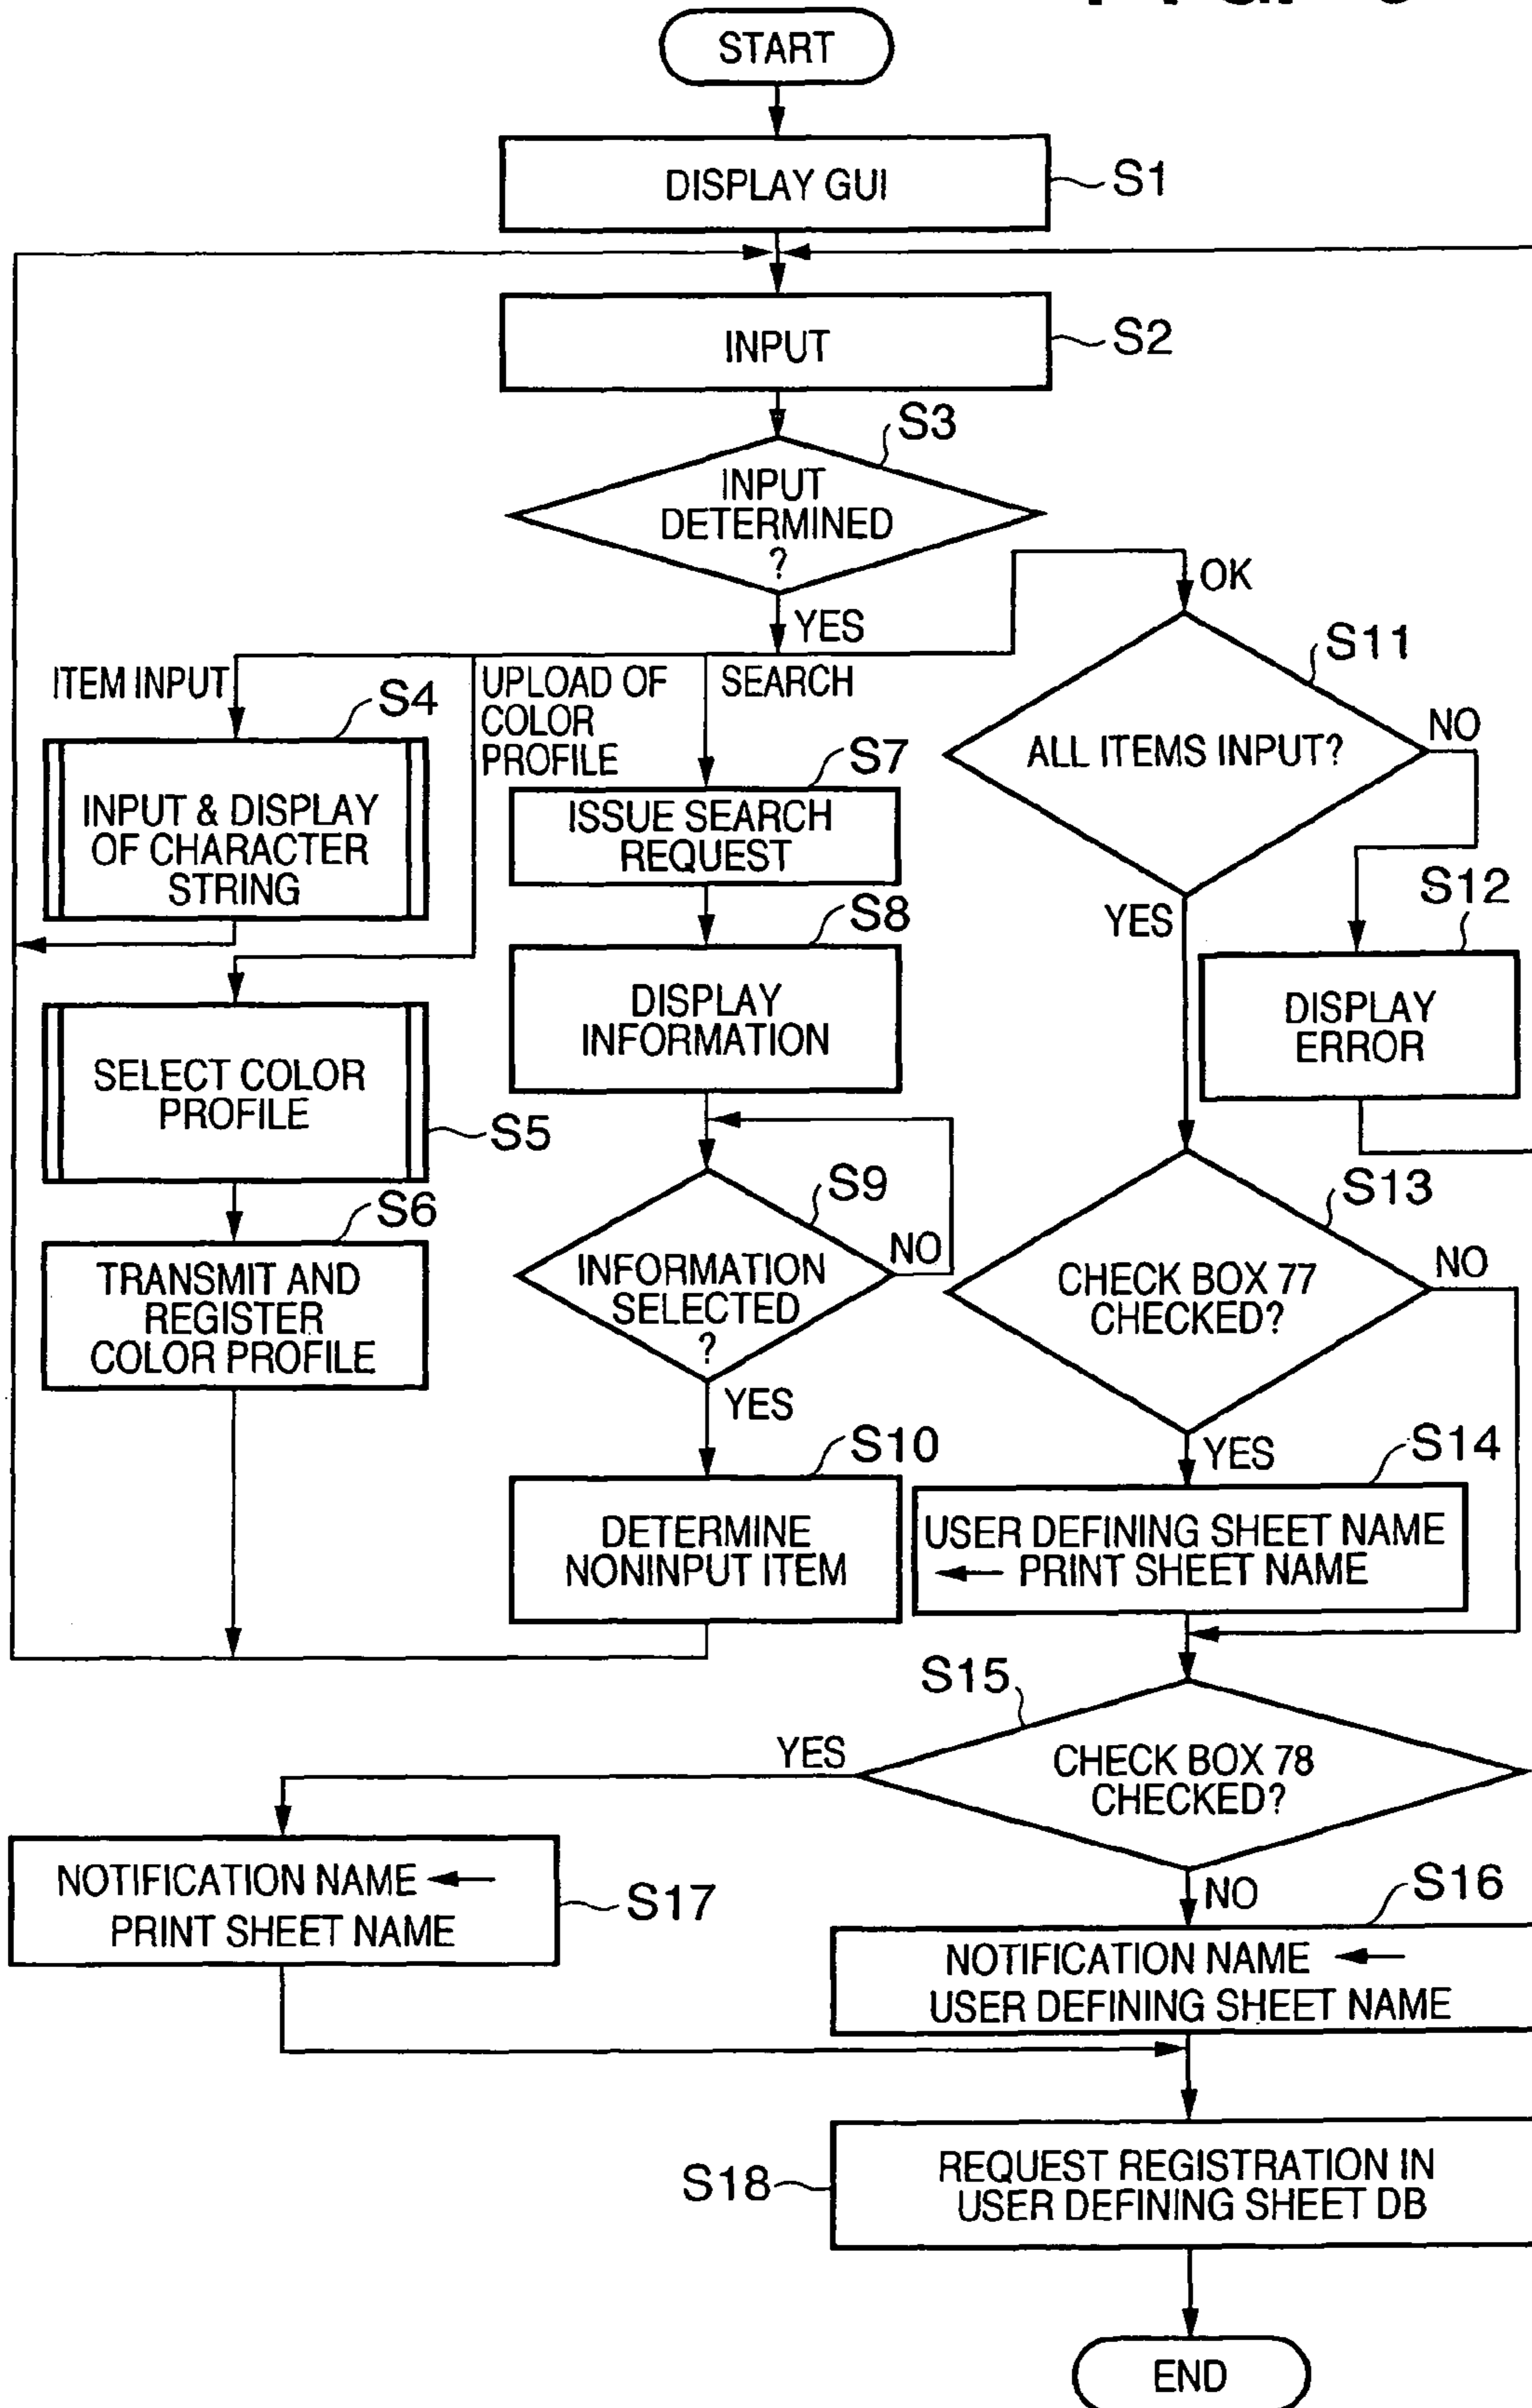 START
DISPLAY GUI
S1
INPUT
S2
S3
INPUT
DETERMINED
?
YES
OK
ITEM INPUT
UPLOAD OF
COLOR
PROFILE
SEARCH
S4
INPUT & DISPLAY
OF CHARACTER
STRING
S7
ISSUE SEARCH
REQUEST
S11
ALL ITEMS INPUT?
NO
YES
S12
DISPLAY
ERROR
S8
DISPLAY
INFORMATION
SELECT COLOR
PROFILE
S5
S6
TRANSMIT AND
REGISTER
COLOR PROFILE
S9
INFORMATION
SELECTED
?
NO
YES
S13
CHECK BOX 77
CHECKED?
NO
YES
S10
DETERMINE
NONINPUT ITEM
S14
USER DEFINING SHEET NAME
← PRINT SHEET NAME
S15
CHECK BOX 78
CHECKED?
YES
NO
S17
NOTIFICATION NAME ←
PRINT SHEET NAME
S16
NOTIFICATION NAME ←
USER DEFINING SHEET NAME
S18
REQUEST REGISTRATION IN
USER DEFINING SHEET DB
END